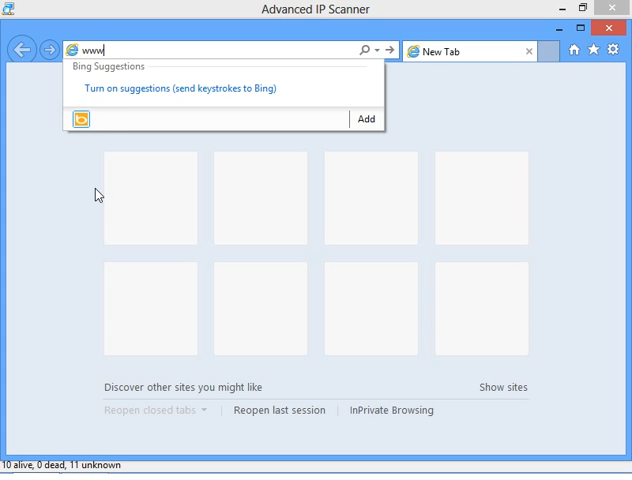 Advanced IP Scanner
www
New Tab
Bing Suggestions
Turn on suggestions (send keystrokes to Bing)
Add
Discover other sites you might like
Show sites
Reopen closed tabs
Reopen last session
InPrivate Browsing
10 alive, 0 dead, 11 unknown